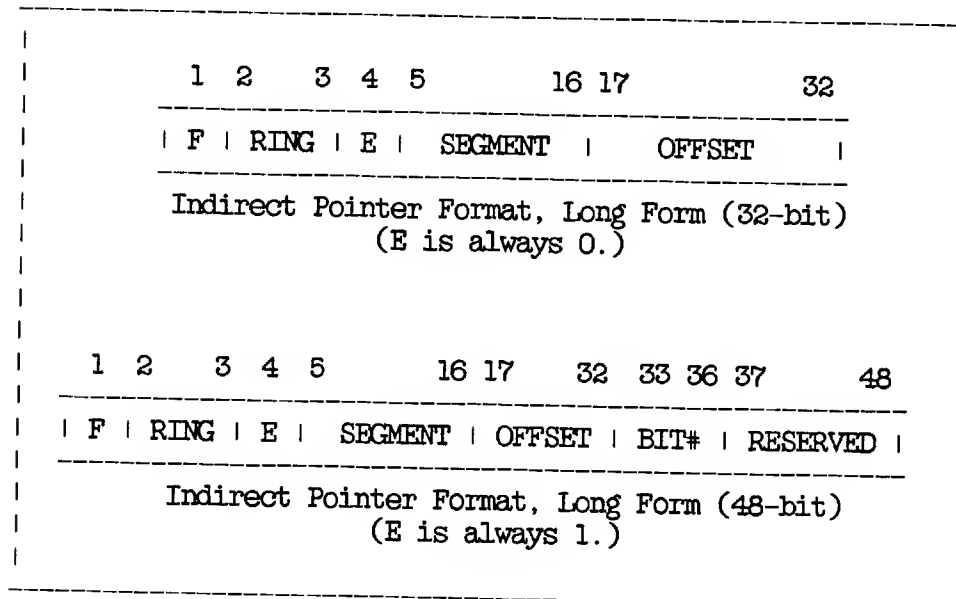 1 2 3 4 5 16 17 32
| F | RING | E | SEGMENT | OFFSET |
Indirect Pointer Format, Long Form (32-bit)
(E is always 0.)
1 2 3 4 5 16 17 32 33 36 37 48
| F | RING | E | SEGMENT | OFFSET | BIT# | RESERVED |
Indirect Pointer Format, Long Form (48-bit)
(E is always 1.)